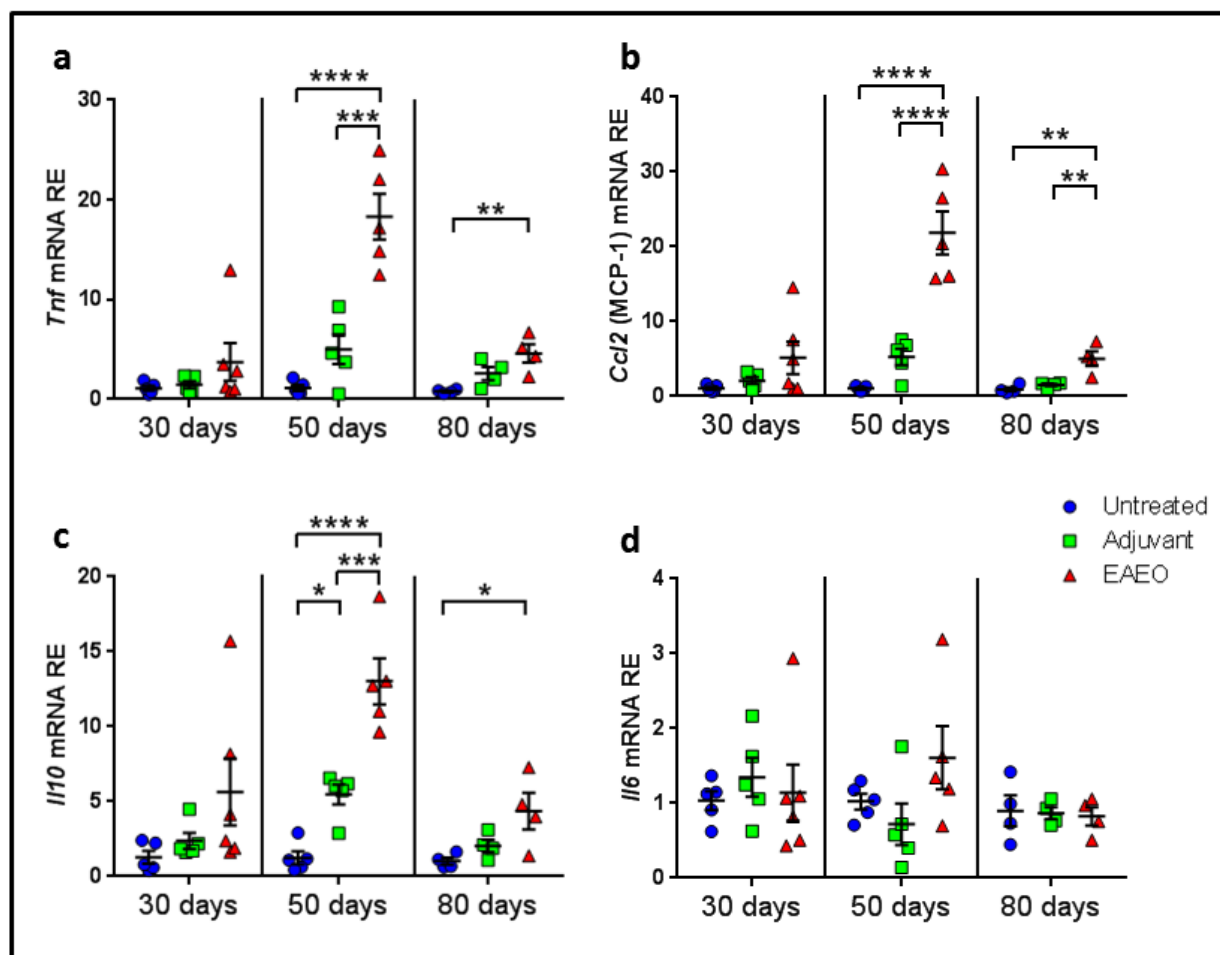 a
****
***
**
30
20
10
0
Tnf mRNA RE
30 days
50 days
80 days
b
****
****
**
**
40
30
20
10
0
Ccl2 (MCP-1) mRNA RE
30 days
50 days
80 days
c
****
***
*
*
20
15
10
5
0
Il10 mRNA RE
30 days
50 days
80 days
Untreated
Adjuvant
EAEO
d
4
3
2
1
0
Il6 mRNA RE
30 days
50 days
80 days